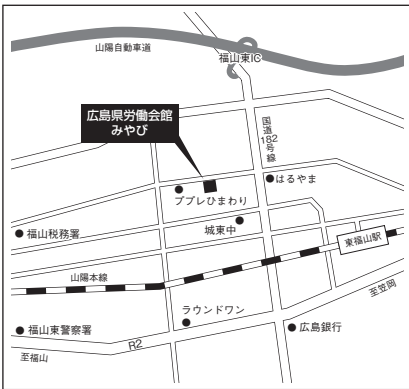 山陽自動車道
福山東IC
広島県労働会館
みやび
国道182号線
はるやま
ププレひまわり
城東中
福山税務署
東福山駅
山陽本線
至笠岡
ラウンドワン
福山東警察署
広島銀行
R2
至福山